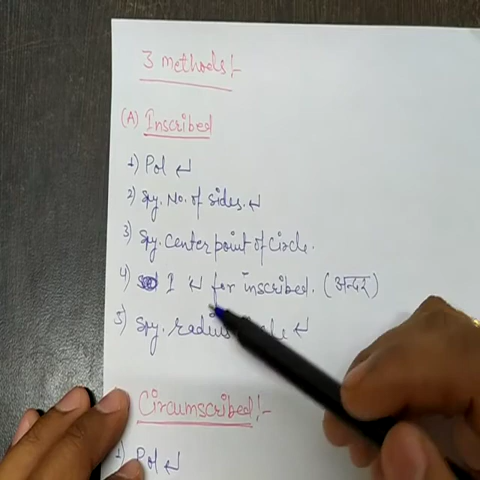 3 methods:-
(A) Inscribed
1) Pol ↵
2) Spy. No. of sides. ↵
3) Spy. Center point of Circle.
4) I ↵ for inscribed. (अन्दर)
5) Spy. radius ↵
Circumscribed:-
1) Pol ↵